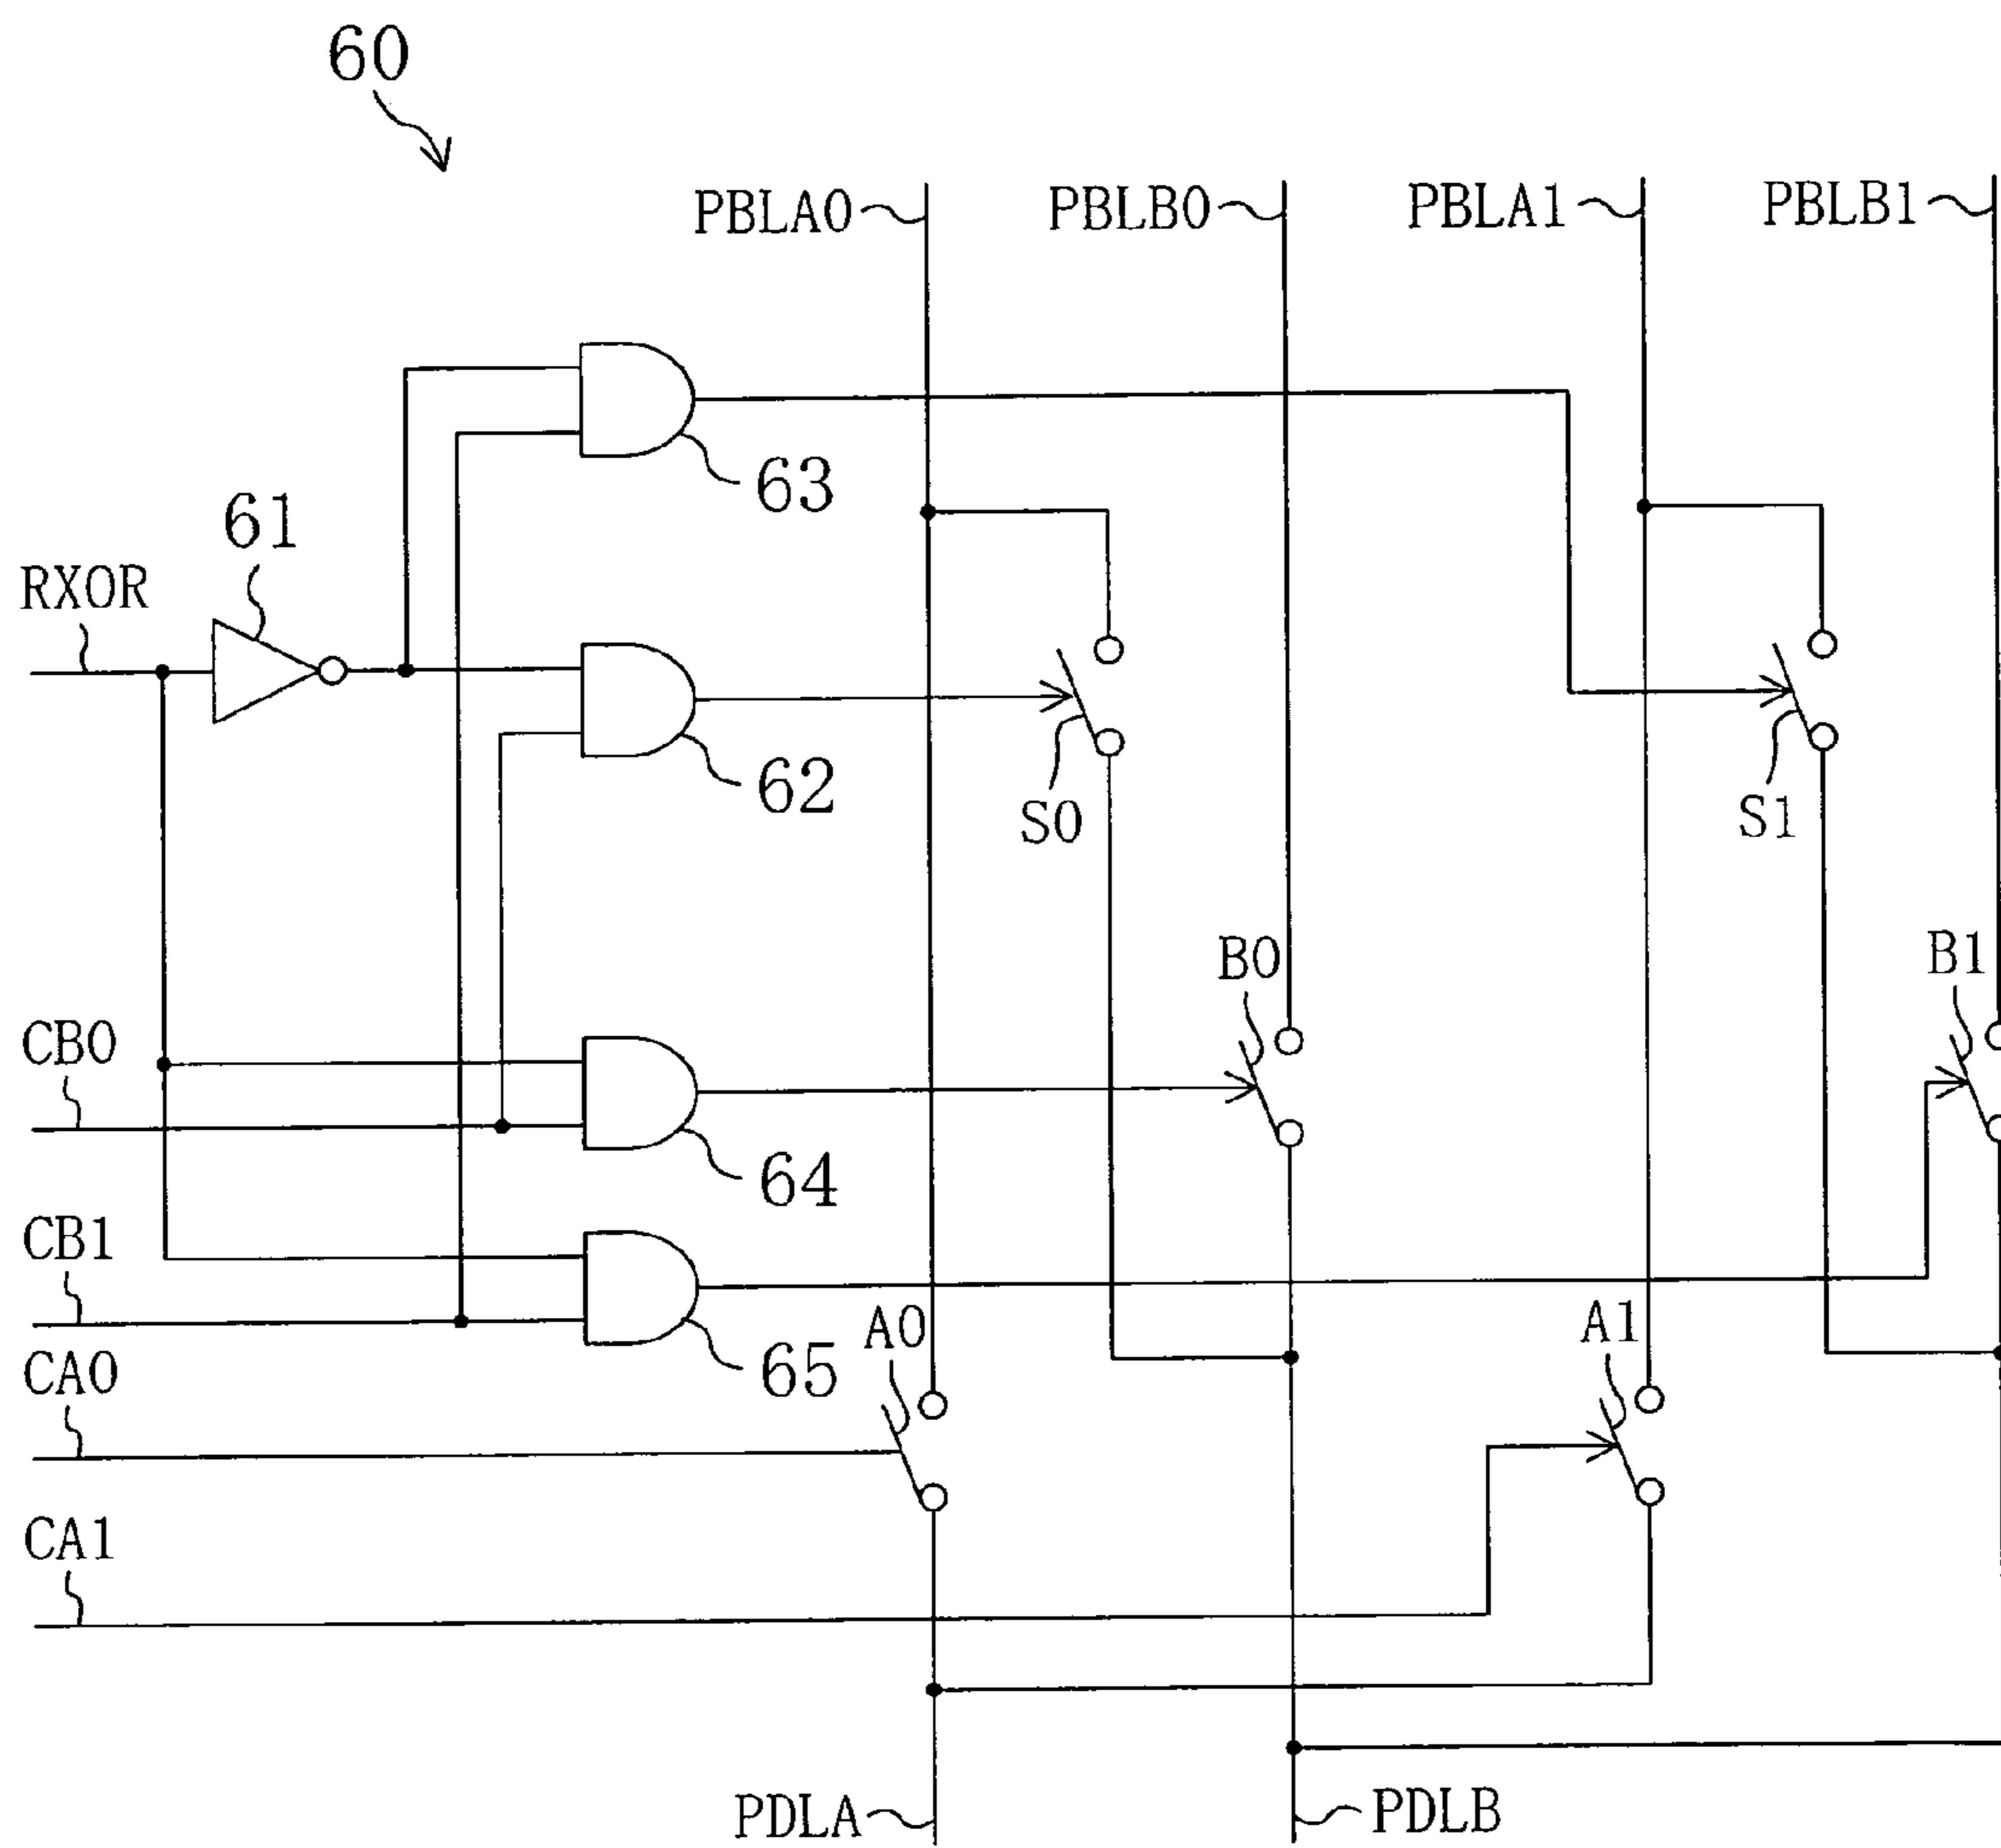 60
PBLA0
PBLB0
PBLA1
PBLB1
63
61
RXOR
62
S0
S1
B0
B1
CB0
64
CB1
A0
A1
65
CA0
CA1
PDLA
PDLB